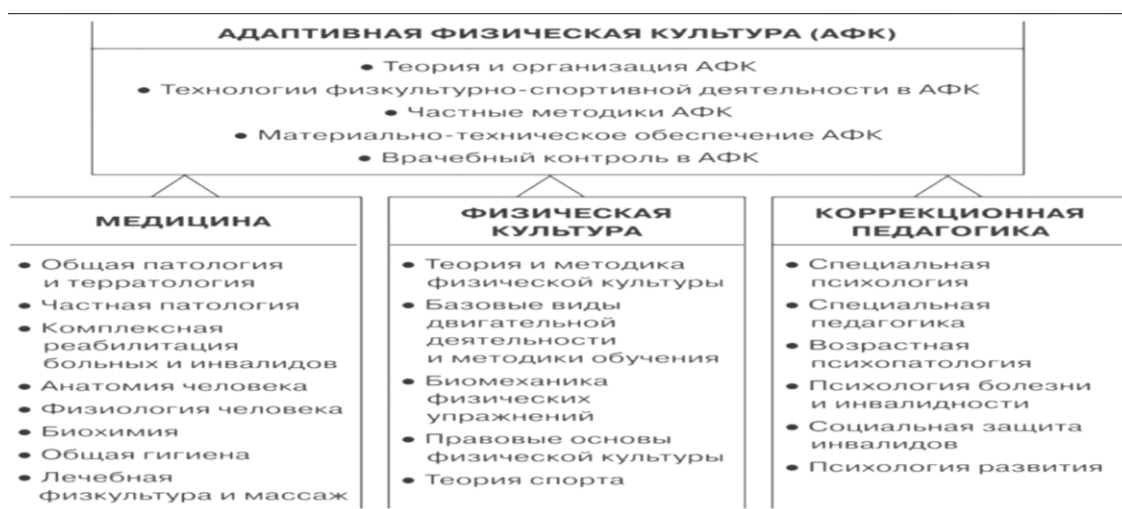 АДАПТИВНАЯ ФИЗИЧЕСКАЯ КУЛЬТУРА (АФК)
● Теория и организация АФК
● Технологии физкультурно-спортивной деятельности в АФК
● Частные методики АФК
● Материально-техническое обеспечение АФК
● Врачебный контроль в АФК
МЕДИЦИНА
● Общая патология
и терратология
● Частная патология
● Комплексная
реабилитация
больных и инвалидов
● Анатомия человека
● Физиология человека
● Биохимия
● Общая гигиена
● Лечебная
физкультура и массаж
ФИЗИЧЕСКАЯ
КУЛЬТУРА
● Теория и методика
физической культуры
● Базовые виды
двигательной
деятельности
и методики обучения
● Биомеханика
физических
упражнений
● Правовые основы
физической культуры
● Теория спорта
КОРРЕКЦИОННАЯ
ПЕДАГОГИКА
● Специальная
психология
● Специальная
педагогика
● Возрастная
психопатология
● Психология болезни
и инвалидности
● Социальная защита
инвалидов
● Психология развития